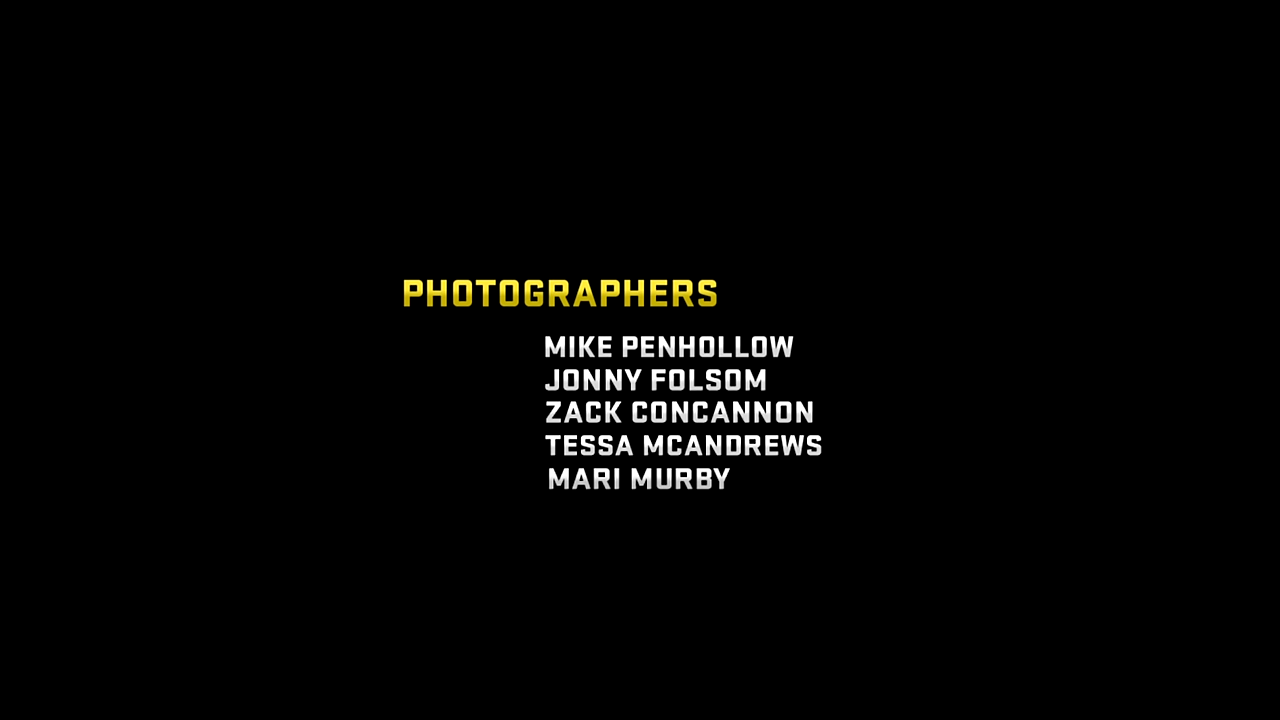 PHOTOGRAPHERS
MIKE PENHOLLOW
JONNY FOLSOM
ZACK CONCANNON
TESSA MCANDREWS
MARI MURBY